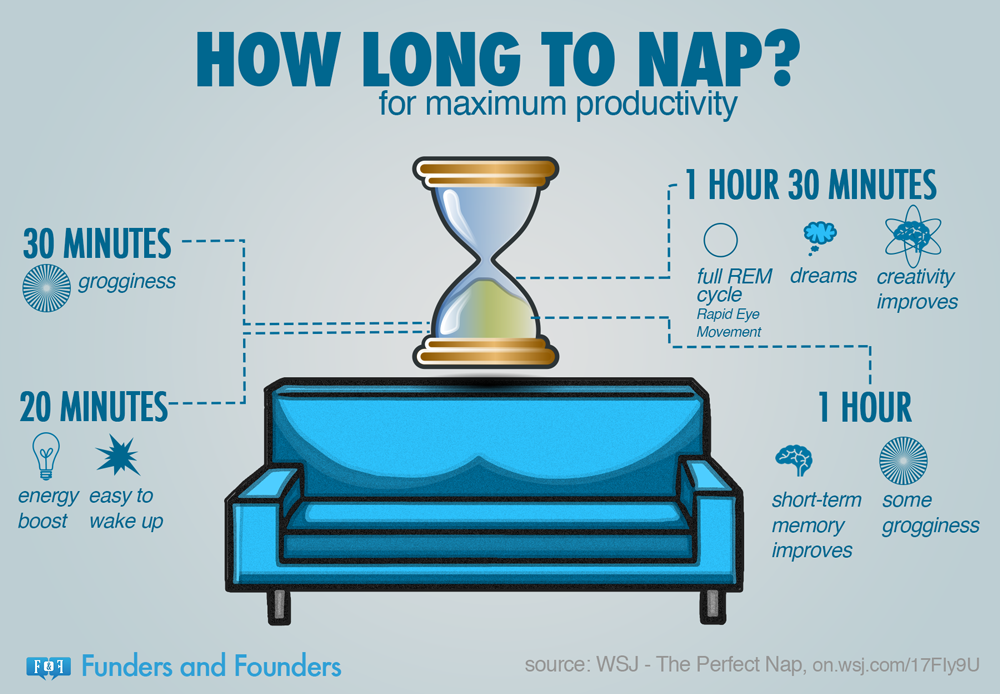 HOW LONG TO NAP?
for maximum productivity
30 MINUTES
grogginess
20 MINUTES
energy
boost
easy to
wake up
1 HOUR 30 MINUTES
full REM
cycle
Rapid Eye
Movement
dreams
creativity
improves
1 HOUR
short-term
memory
improves
some
grogginess
F&F
Funders and Founders
source: WSJ - The Perfect Nap, on.wsj.com/17FIy9U